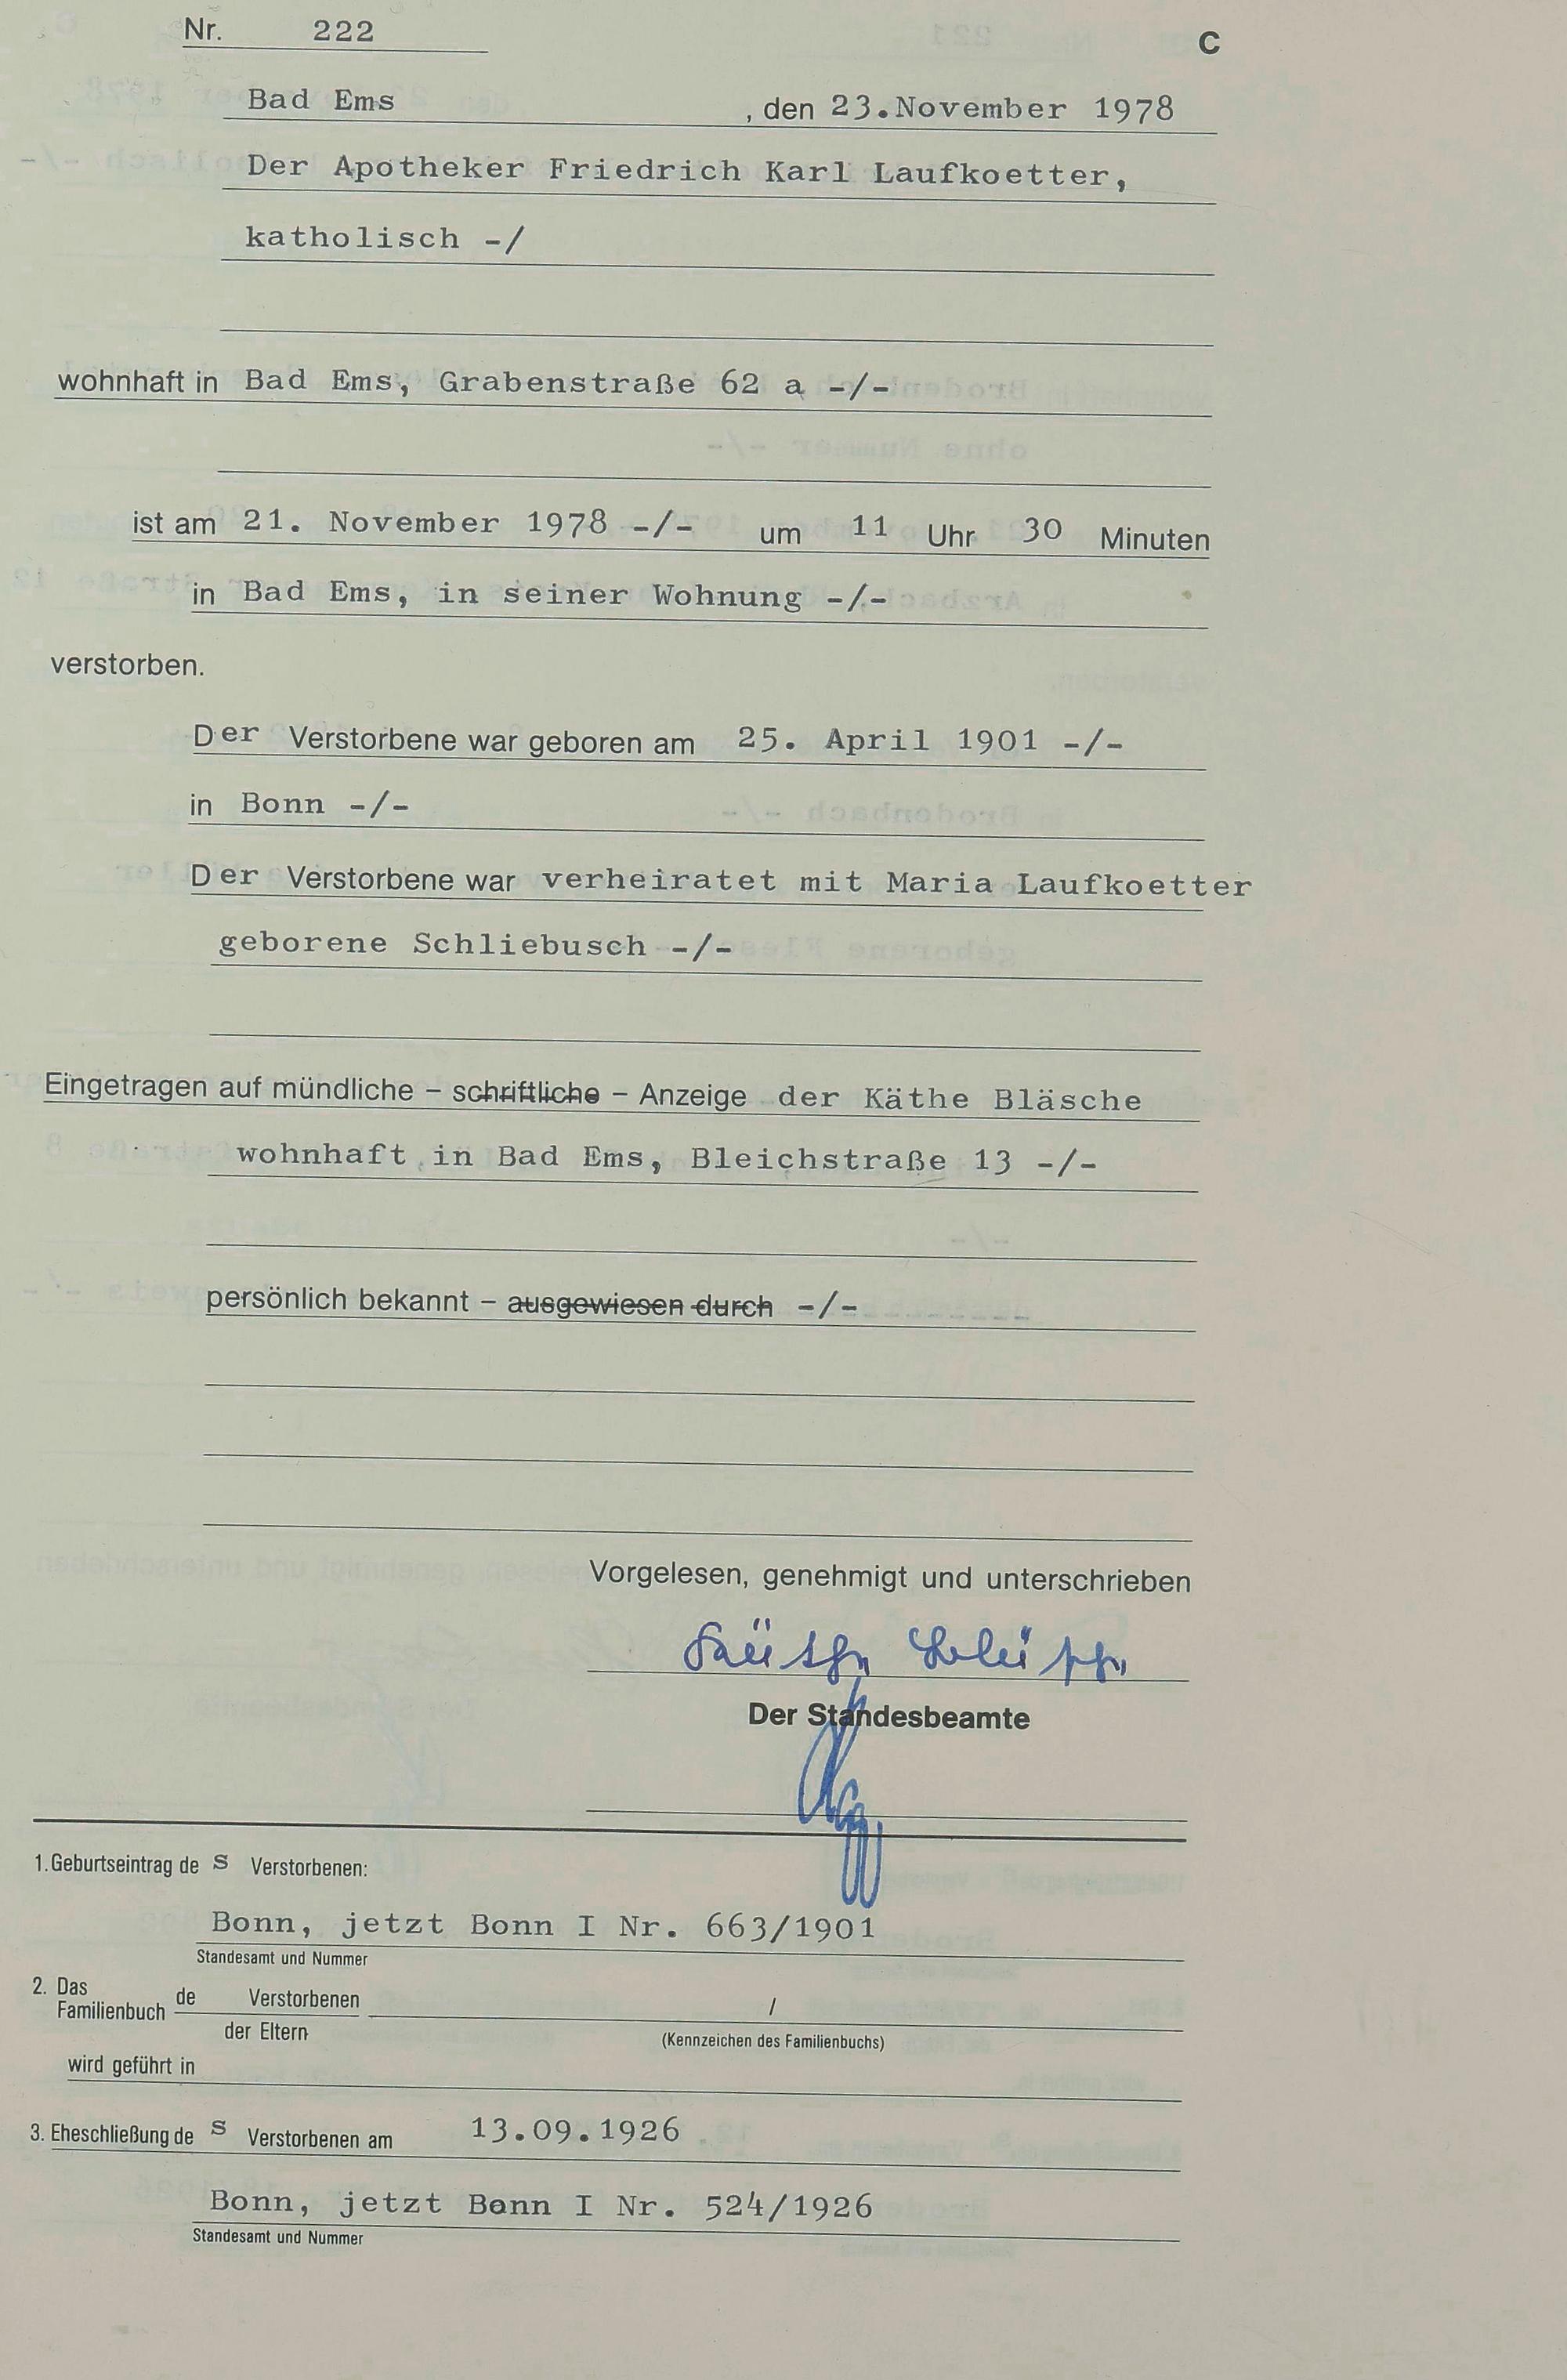 Nr. 222
C
Bad Ems , den 23.November 1978
Der Apotheker Friedrich Karl Laufkoetter,
katholisch -/
wohnhaft in Bad Ems, Grabenstraße 62 a -/-
ist am 21. November 1978 -/- um 11 Uhr 30 Minuten
in Bad Ems, in seiner Wohnung -/-
verstorben.
Der Verstorbene war geboren am 25. April 1901 -/-
in Bonn -/-
Der Verstorbene war verheiratet mit Maria Laufkoetter
geborene Schliebusch -/-
Eingetragen auf mündliche – schriftliche – Anzeige der Käthe Bläsche
wohnhaft in Bad Ems, Bleichstraße 13 -/-
persönlich bekannt – ausgewiesen durch -/-
Vorgelesen, genehmigt und unterschrieben
Der Standesbeamte
1. Geburtseintrag de s Verstorbenen:
Bonn, jetzt Bonn I Nr. 663/1901
Standesamt und Nummer
2. Das Familienbuch de Verstorbenen /
der Eltern (Kennzeichen des Familienbuchs)
wird geführt in
3. Eheschließung de s Verstorbenen am 13.09.1926
Bonn, jetzt Bonn I Nr. 524/1926
Standesamt und Nummer